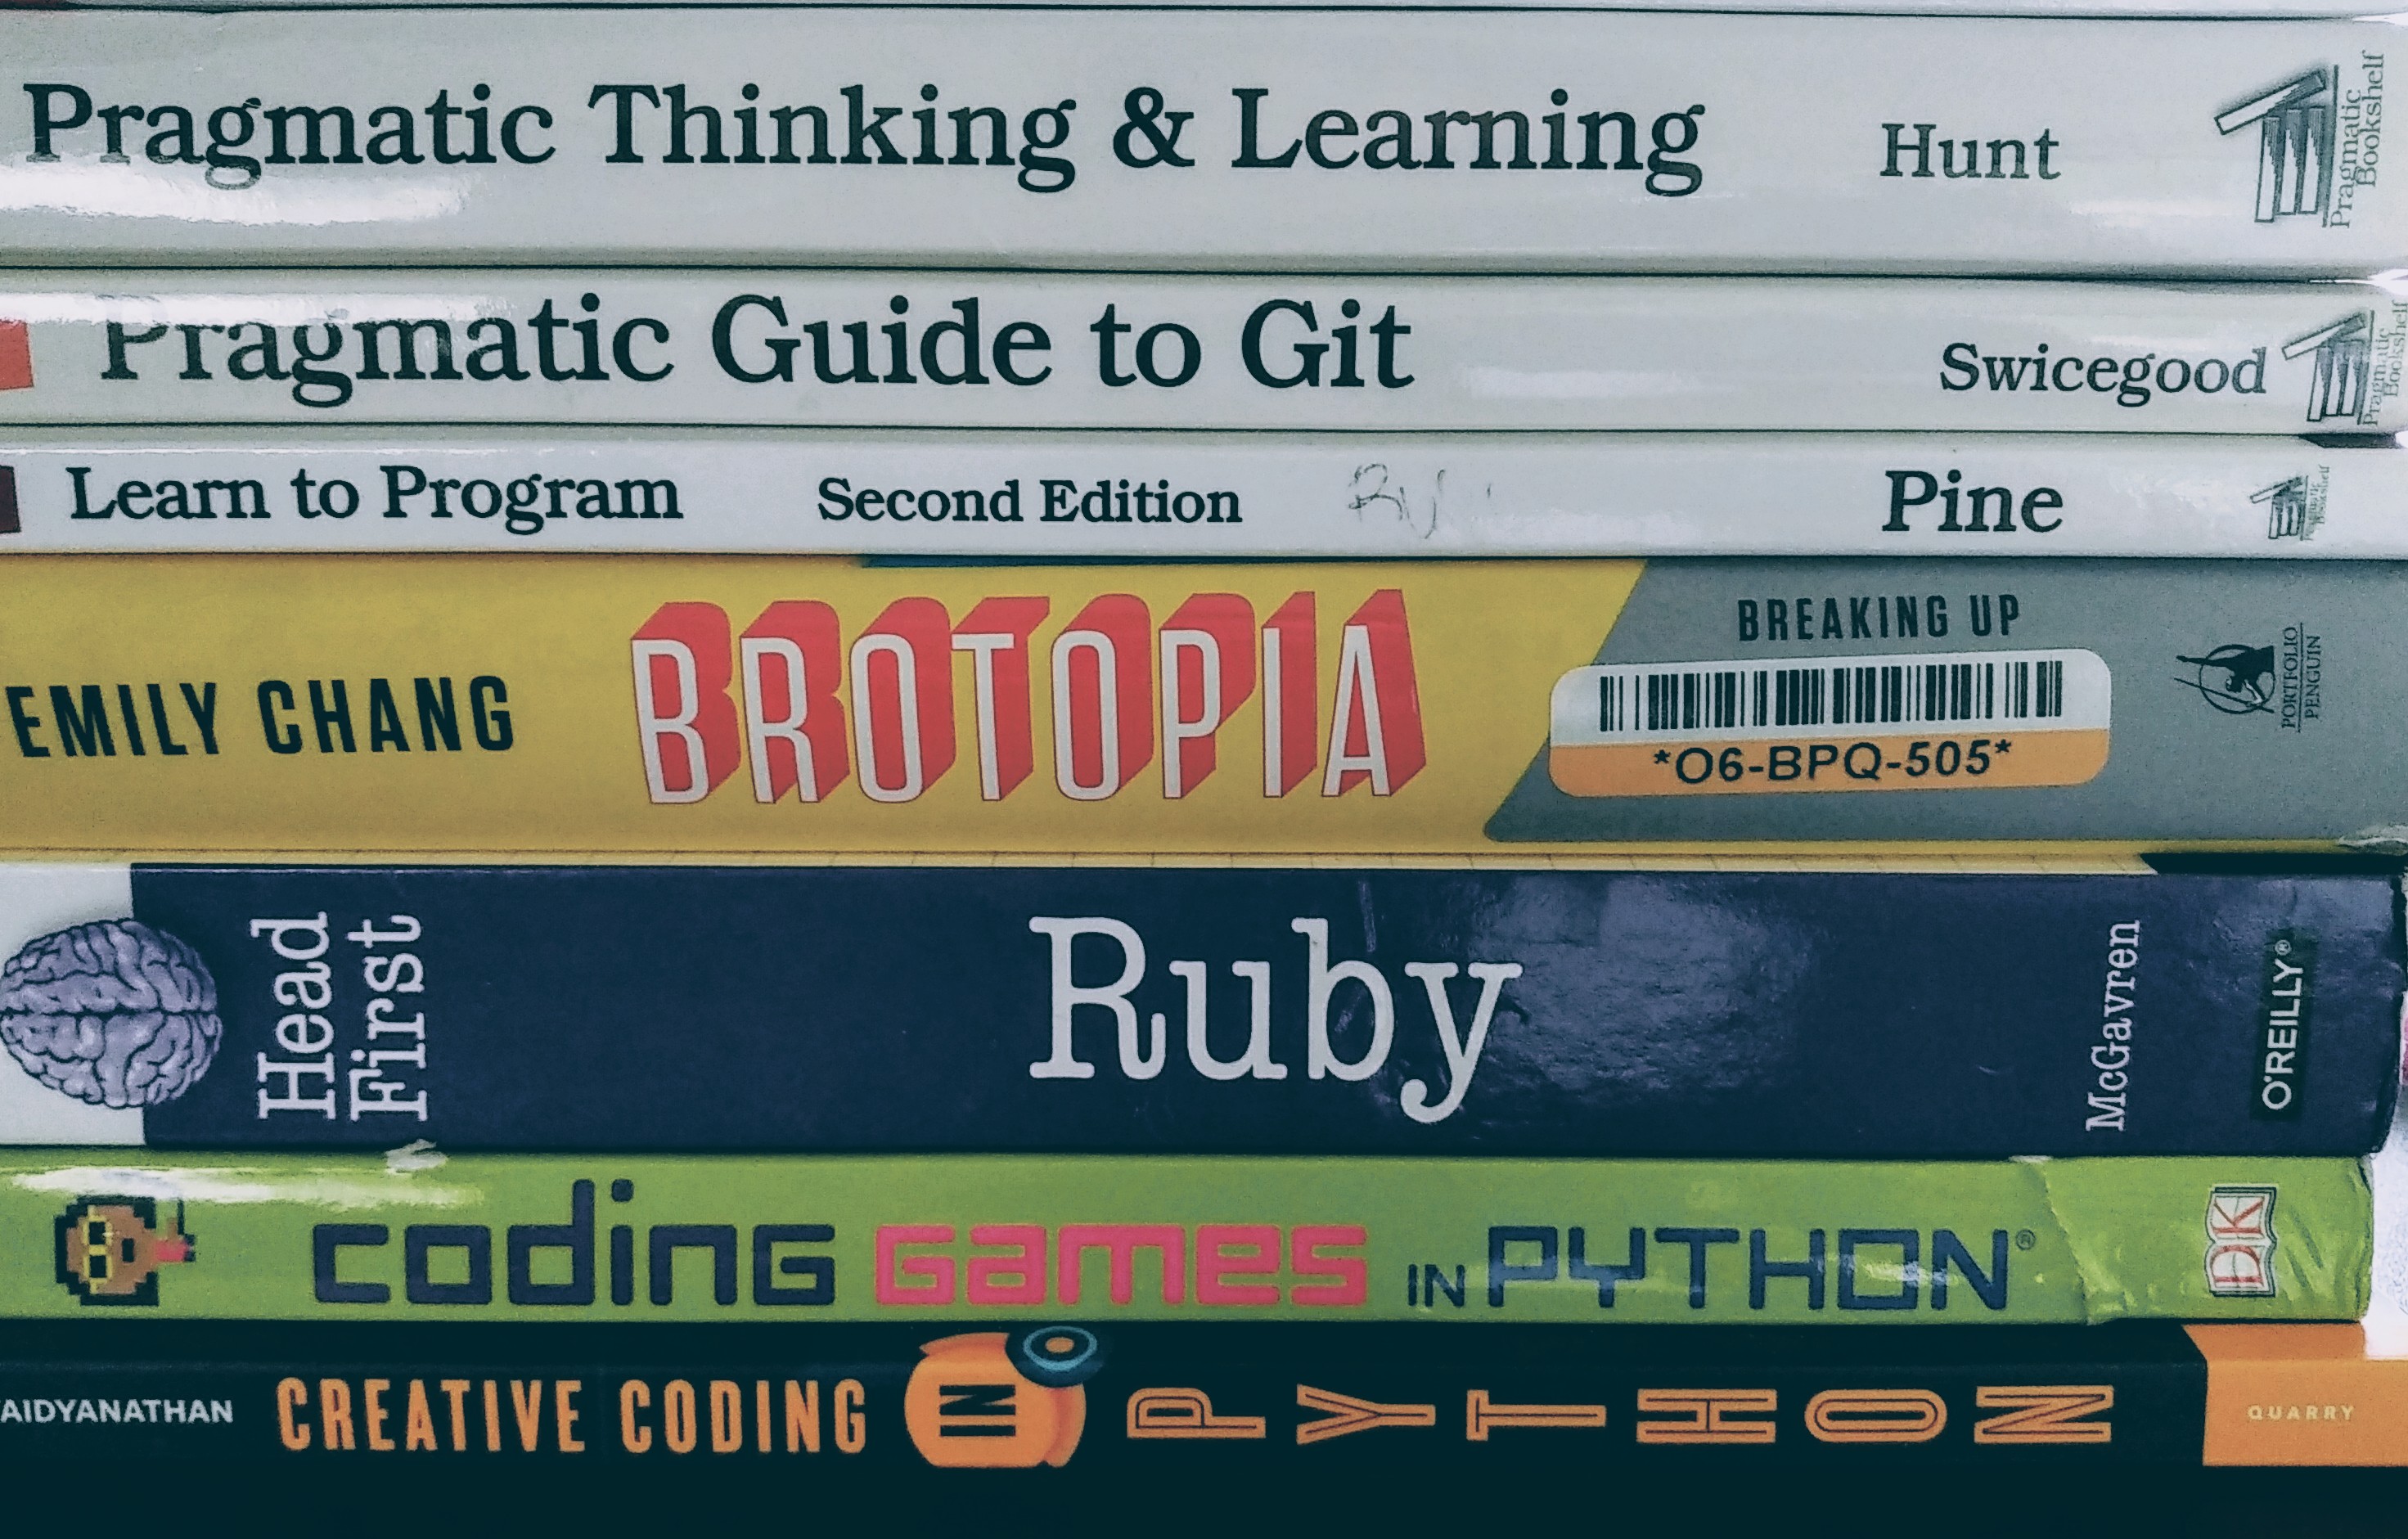 Pragmatic Thinking & Learning Hunt
Pragmatic
Bookshelf
Pragmatic Guide to Git Swicegood
Pragmatic
Bookshelf
Learn to Program Second Edition Pine
EMILY CHANG BROTOPIA BREAKING UP
*O6-BPQ-505*
PORTFOLIO
PENGUIN
Head
First
Ruby
McGavren
O'REILLY®
CODING GAMES IN PYTHON®
DK
AIDYANATHAN CREATIVE CODING IN PYTHON QUARRY